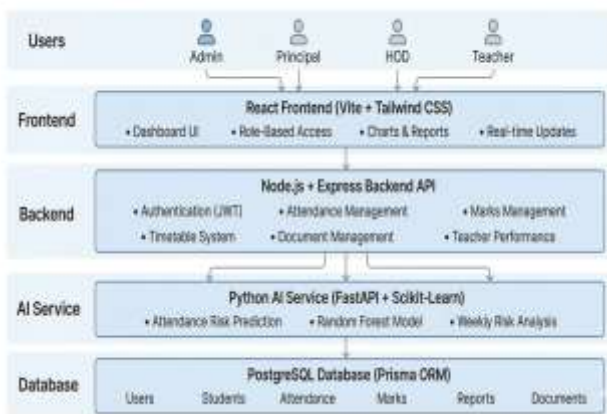 Users
Admin Principal HOD Teacher
Frontend
React Frontend (Vite + Tailwind CSS)
• Dashboard UI • Role-Based Access • Charts & Reports • Real-time Updates
Backend
Node.js + Express Backend API
• Authentication (JWT) • Attendance Management • Marks Management
• Timetable System • Document Management • Teacher Performance
AI Service
Python AI Service (FastAPI + Scikit-Learn)
• Attendance Risk Prediction • Random Forest Model • Weekly Risk Analysis
Database
PostgreSQL Database (Prisma ORM)
Users Students Attendance Marks Reports Documents